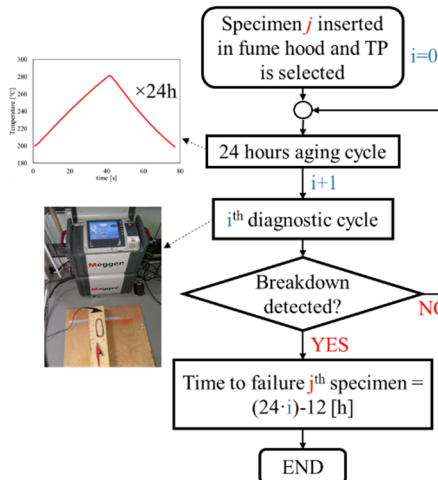 Specimen j inserted
in fume hood and TP
is selected
i=0
300
280
260
240
220
200
180
Temperature [°C]
×24h
0
20
40
60
80
time [s]
24 hours aging cycle
i+1
ith diagnostic cycle
Megger
Breakdown
detected?
NO
YES
Time to failure jth specimen =
(24·i)-12 [h]
END